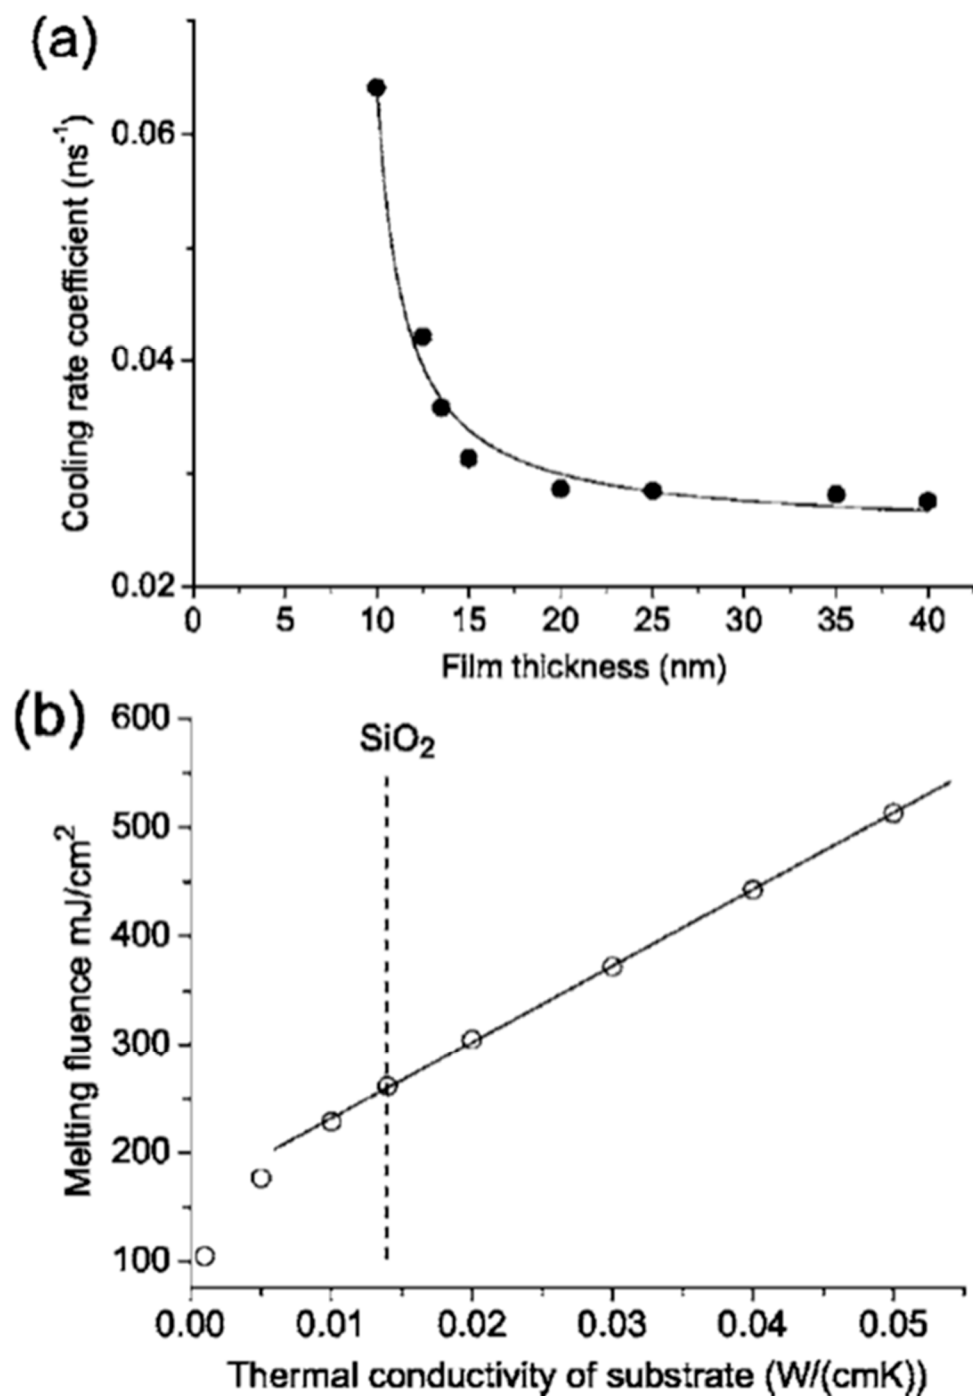 (a)
Cooling rate coefficient (ns⁻¹)
0.06
0.04
0.02
0 5 10 15 20 25 30 35 40
Film thickness (nm)
(b)
SiO₂
Melting fluence mJ/cm²
600
500
400
300
200
100
0.00 0.01 0.02 0.03 0.04 0.05
Thermal conductivity of substrate (W/(cmK))